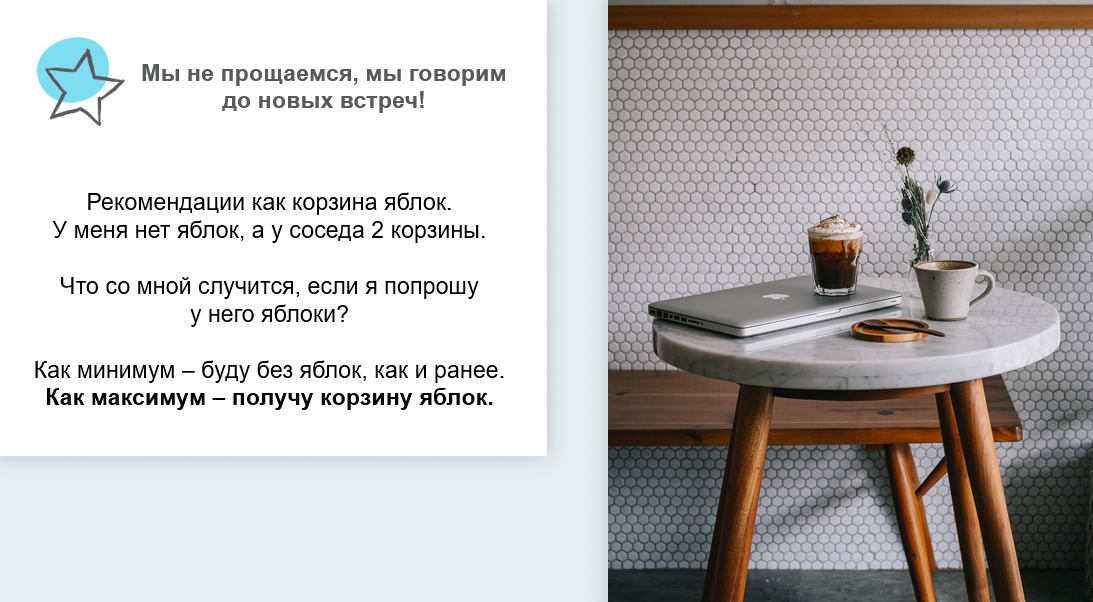 Мы не прощаемся, мы говорим
до новых встреч!
Рекомендации как корзина яблок.
У меня нет яблок, а у соседа 2 корзины.
Что со мной случится, если я попрошу
у него яблоки?
Как минимум – буду без яблок, как и ранее.
Как максимум – получу корзину яблок.